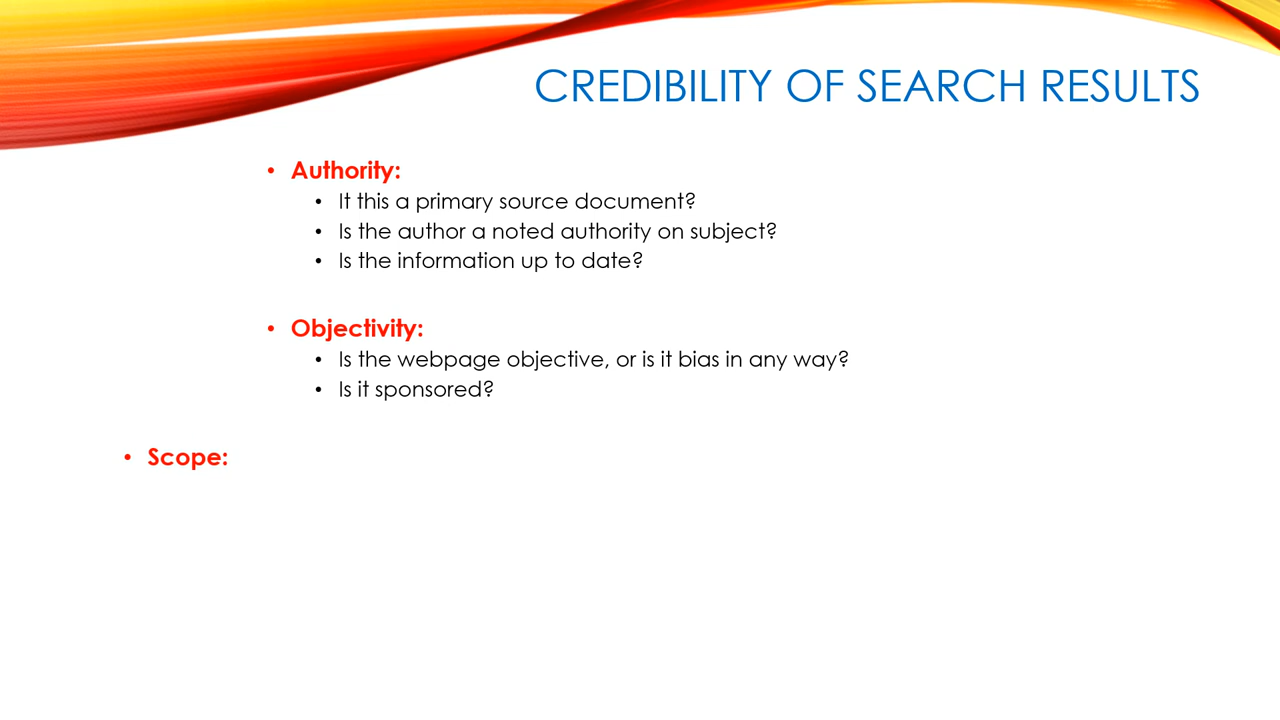 CREDIBILITY OF SEARCH RESULTS
• Authority:
• It this a primary source document?
• Is the author a noted authority on subject?
• Is the information up to date?
• Objectivity:
• Is the webpage objective, or is it bias in any way?
• Is it sponsored?
• Scope: